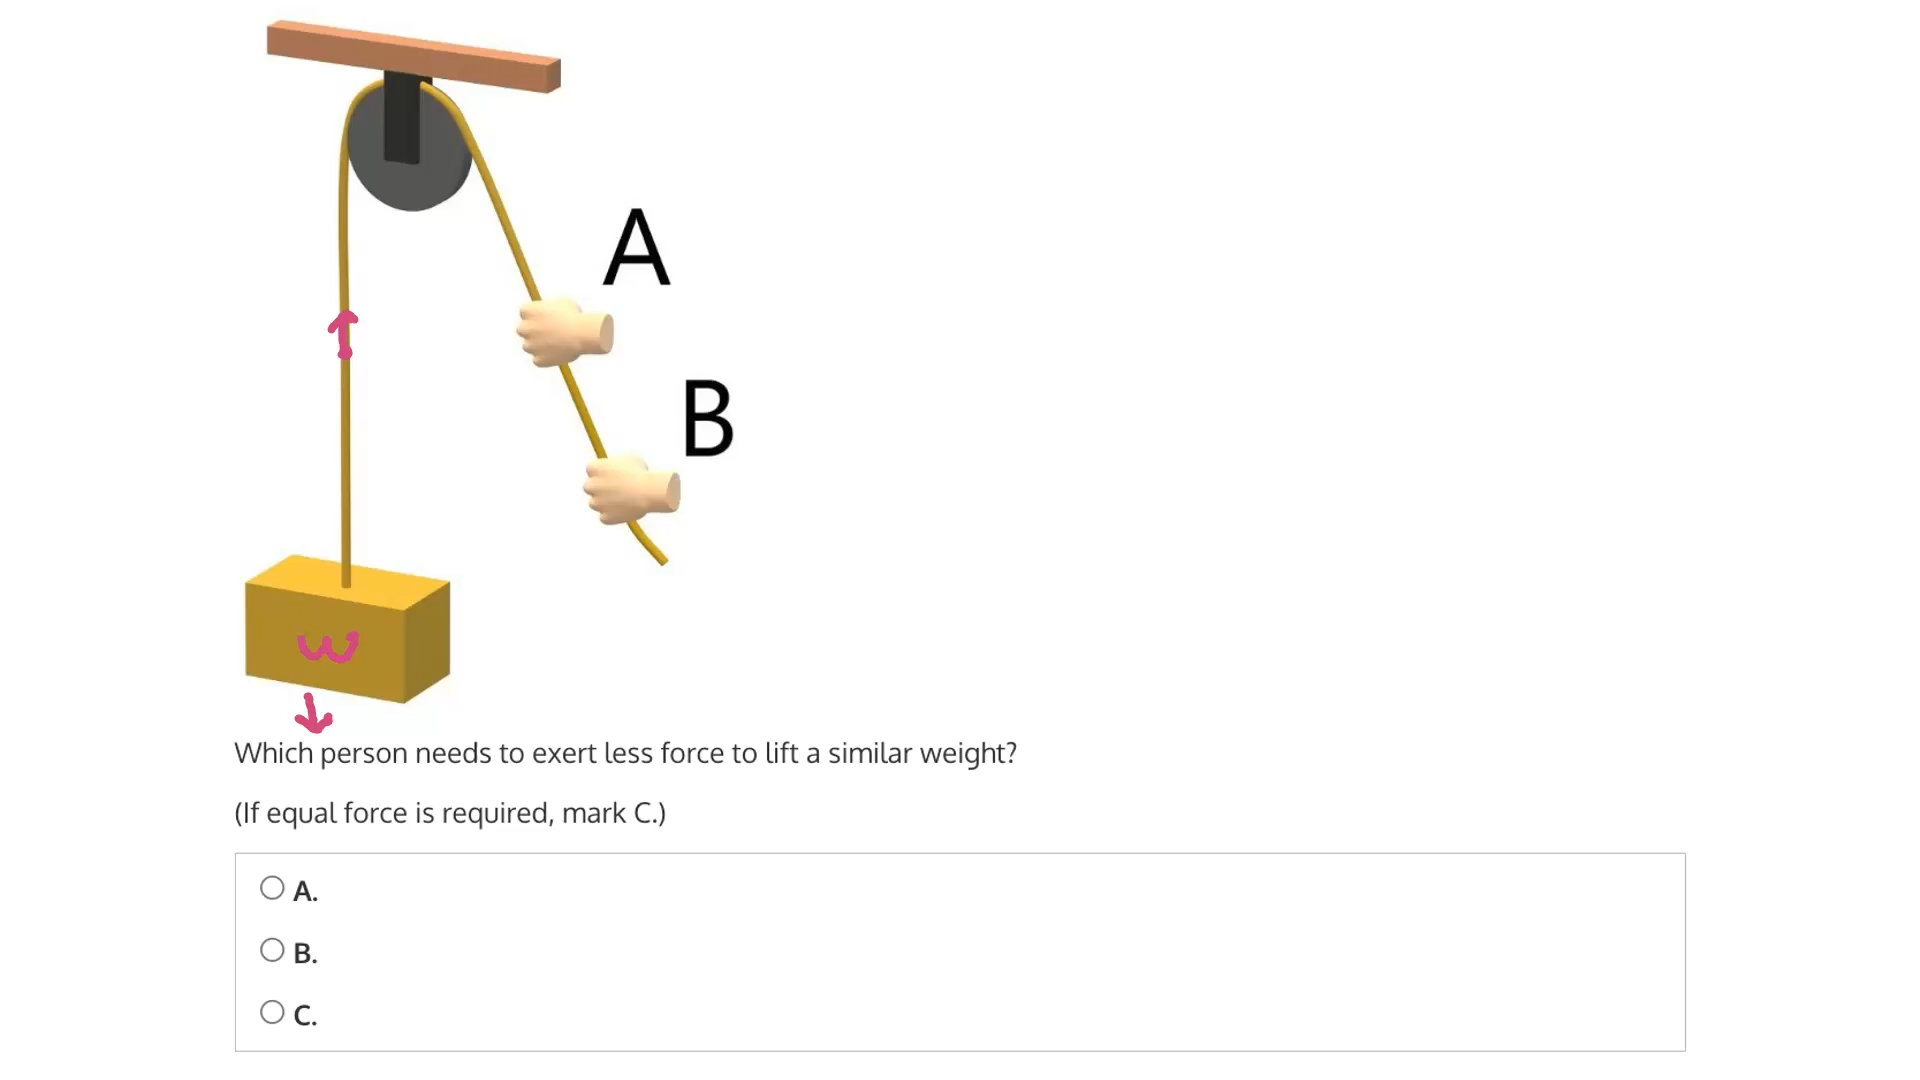 A
B
w
Which person needs to exert less force to lift a similar weight?
(If equal force is required, mark C.)
A.
B.
C.